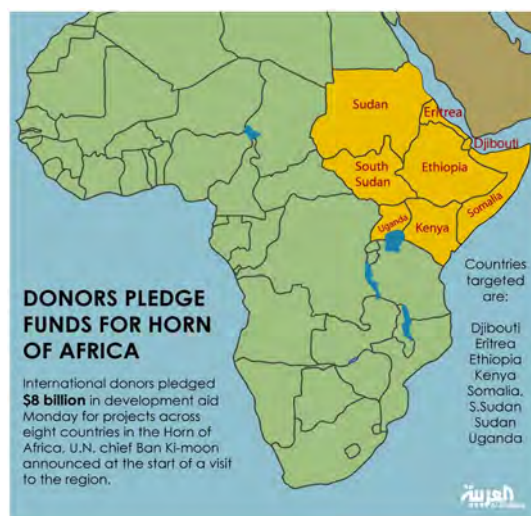 Sudan
Eritrea
Djibouti
South
Sudan
Ethiopia
Somalia
Uganda
Kenya
DONORS PLEDGE
FUNDS FOR HORN
OF AFRICA
International donors pledged
$8 billion in development aid
Monday for projects across
eight countries in the Horn of
Africa, U.N. chief Ban Ki-moon
announced at the start of a visit
to the region.
Countries
targeted
are:
Djibouti
Eritrea
Ethiopia
Kenya
Somalia,
S.Sudan
Sudan
Uganda
العربية